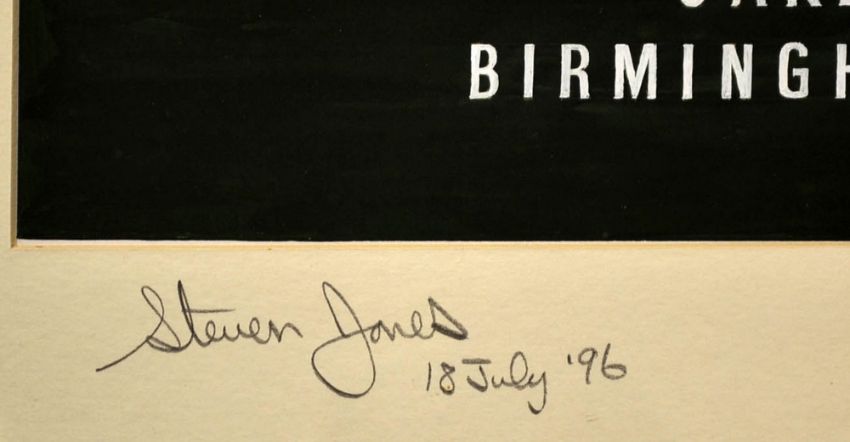 BIRMINGH
Steven Jones
18 July '96